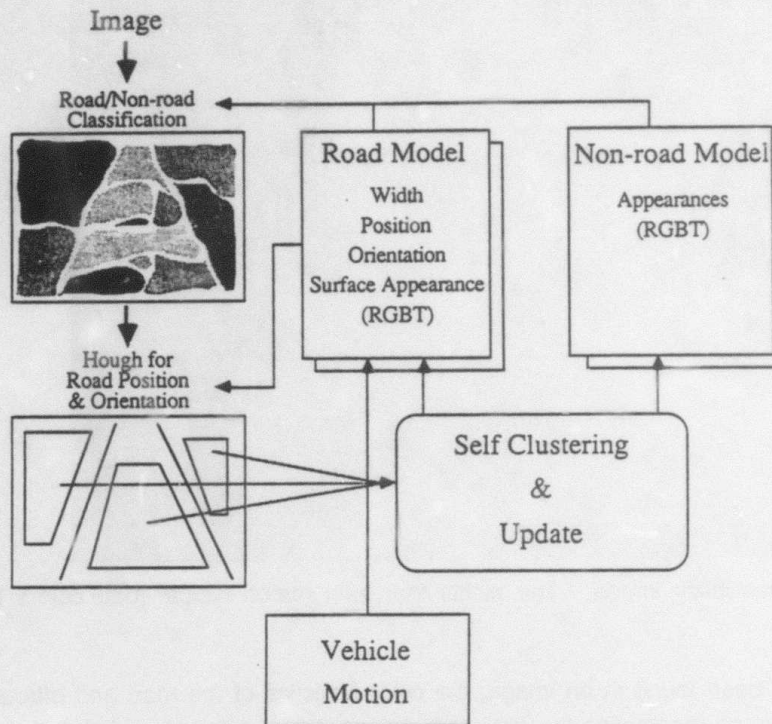 Image
Road/Non-road
Classification
Road Model
Width
Position
Orientation
Surface Appearance
(RGBT)
Non-road Model
Appearances
(RGBT)
Hough for
Road Position
& Orientation
Self Clustering
&
Update
Vehicle
Motion